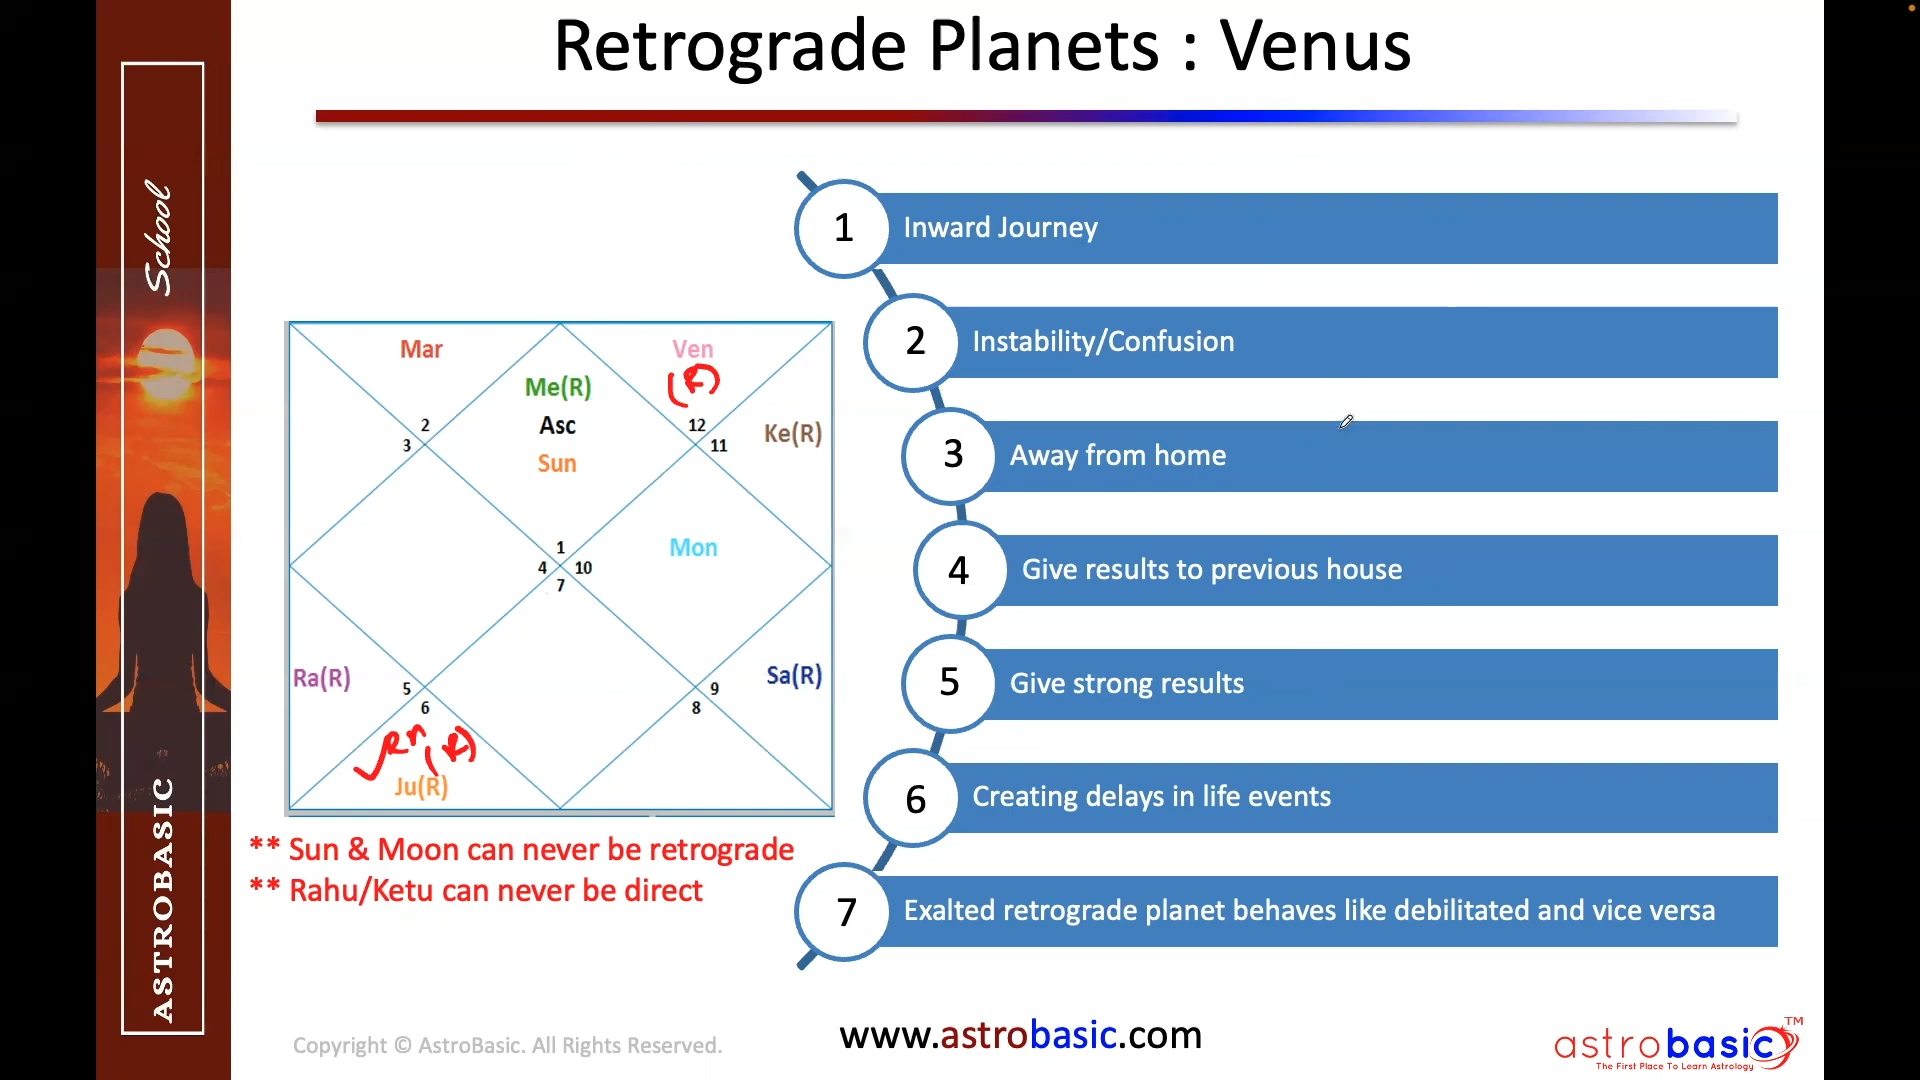 Retrograde Planets : Venus
ASTROBASIC School
1 Inward Journey
2 Instability/Confusion
3 Away from home
4 Give results to previous house
5 Give strong results
6 Creating delays in life events
7 Exalted retrograde planet behaves like debilitated and vice versa
Mar
Ven
(R)
Me(R)
Asc
Sun
2
3
12
11
Ke(R)
Mon
1
4
10
7
Ra(R)
5
6
9
8
Sa(R)
Ven (R)
Ju(R)
** Sun & Moon can never be retrograde
** Rahu/Ketu can never be direct
Copyright © AstroBasic. All Rights Reserved.
www.astrobasic.com
astrobasic TM
The First Place To Learn Astrology